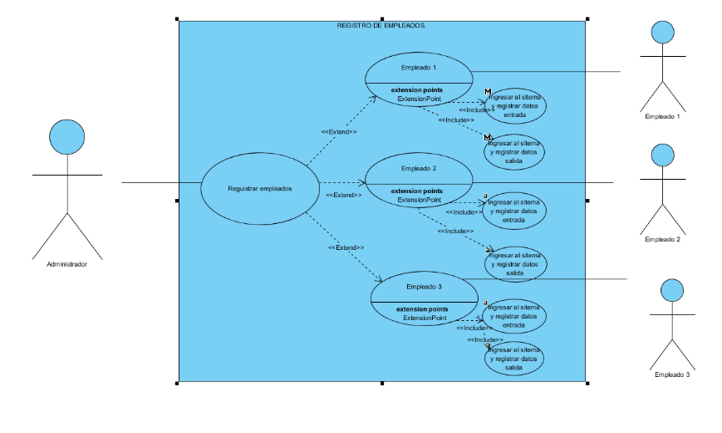 REGISTRO DE EMPLEADOS.
Empleado 1
extension points
ExtensionPoint
<<Include>>
<<Include>>
Ingresar al sitema
y registrar datos
entrada
Ingresar al sitema
y registrar datos
salida
Empleado 1
<<Extend>>
Reguistrar empleados
<<Extend>>
<<Extend>>
Administrador
Empleado 2
extension points
ExtensionPoint
<<Include>>
<<Include>>
Ingresar al sitema
y registrar datos
entrada
Ingresar al sitema
y registrar datos
salida
Empleado 2
Empleado 3
extension points
ExtensionPoint
<<Include>>
<<Include>>
Ingresar al sitema
y registrar datos
entrada
Ingresar al sitema
y registrar datos
salida
Empleado 3